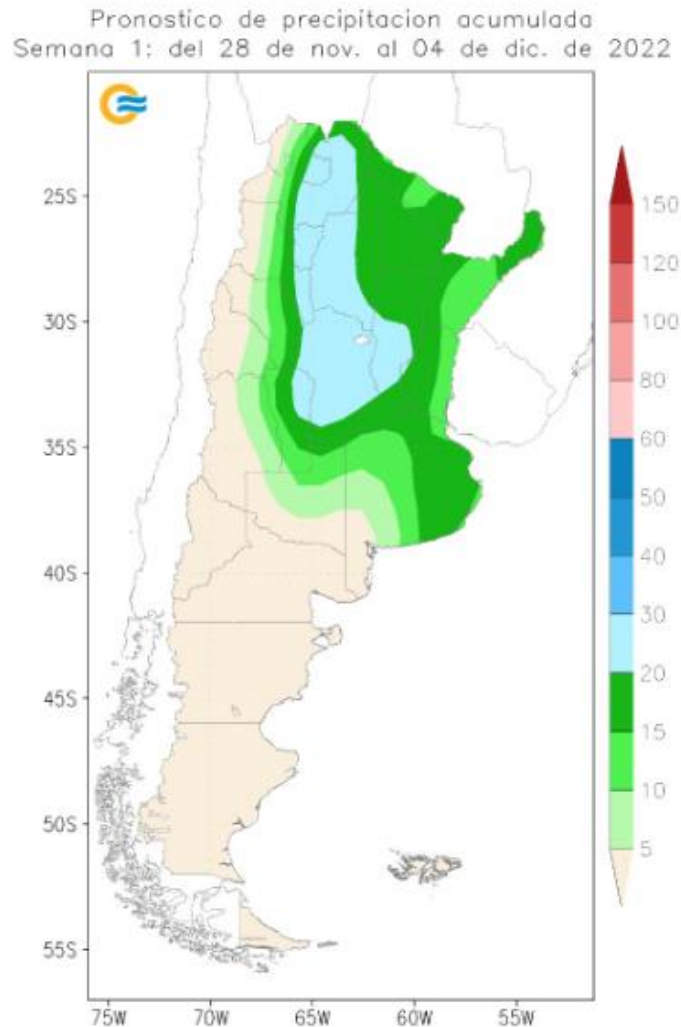 Pronostico de precipitacion acumulada
Semana 1: del 28 de nov. al 04 de dic. de 2022
25S
30S
35S
40S
45S
50S
55S
75W
70W
65W
60W
55W
150
120
100
80
60
50
40
30
20
15
10
5